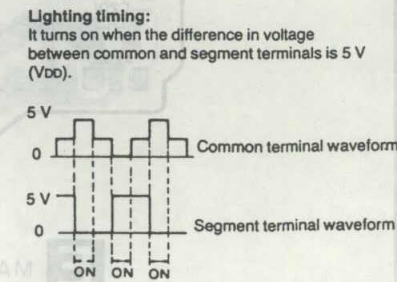 Lighting timing:
It turns on when the difference in voltage
between common and segment terminals is 5 V
(VDD).
5 V
0
Common terminal waveform
5 V
0
Segment terminal waveform
ON ON ON